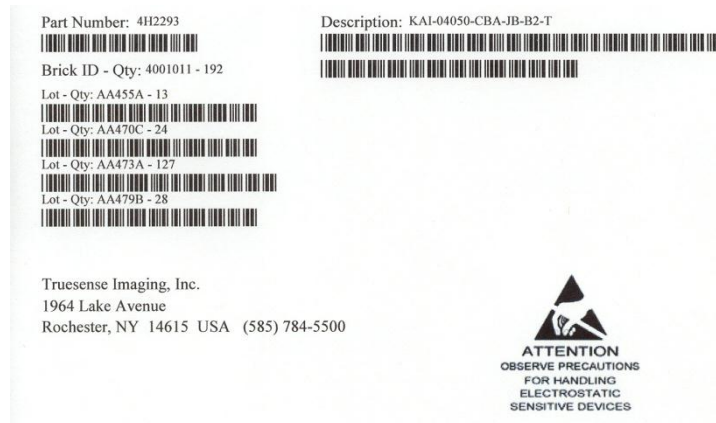 Part Number: 4H2293
Description: KAI-04050-CBA-JB-B2-T
Brick ID - Qty: 4001011 - 192
Lot - Qty: AA455A - 13
Lot - Qty: AA470C - 24
Lot - Qty: AA473A - 127
Lot - Qty: AA479B - 28
Truesense Imaging, Inc.
1964 Lake Avenue
Rochester, NY 14615 USA (585) 784-5500
ATTENTION
OBSERVE PRECAUTIONS
FOR HANDLING
ELECTROSTATIC
SENSITIVE DEVICES